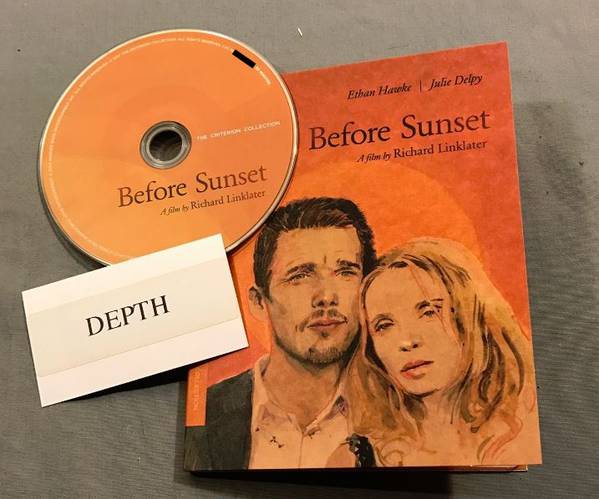 THE CRITERION COLLECTION
Before Sunset
A film by Richard Linklater
DEPTH
Ethan Hawke | Julie Delpy
Before Sunset
A film by Richard Linklater